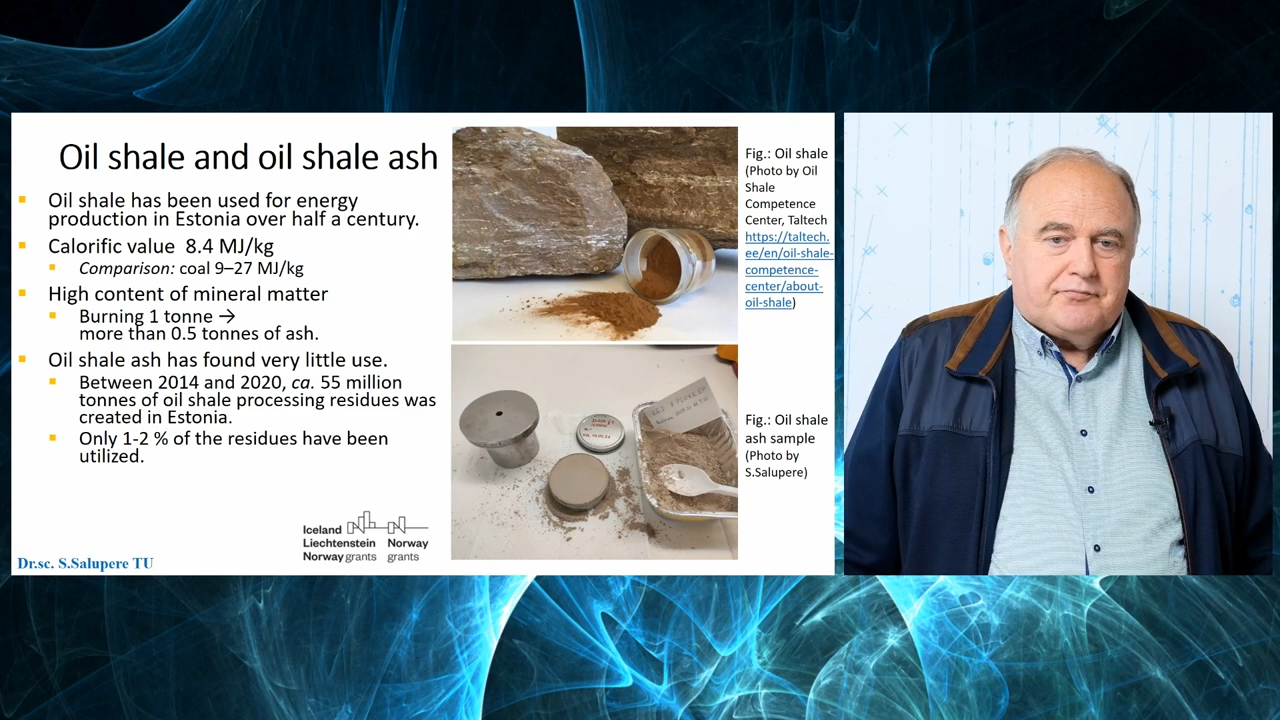 Oil shale and oil shale ash
Oil shale has been used for energy
production in Estonia over half a century.
Calorific value 8.4 MJ/kg
Comparison: coal 9–27 MJ/kg
High content of mineral matter
Burning 1 tonne →
more than 0.5 tonnes of ash.
Oil shale ash has found very little use.
Between 2014 and 2020, ca. 55 million
tonnes of oil shale processing residues was
created in Estonia.
Only 1-2 % of the residues have been
utilized.
Iceland
Liechtenstein
Norway grants
Norway
grants
Dr.sc. S.Salupere TU
Fig.: Oil shale
(Photo by Oil
Shale
Competence
Center, Taltech
https://taltech.
ee/en/oil-shale-
competence-
center/about-
oil-shale)
Fig.: Oil shale
ash sample
(Photo by
S.Salupere)